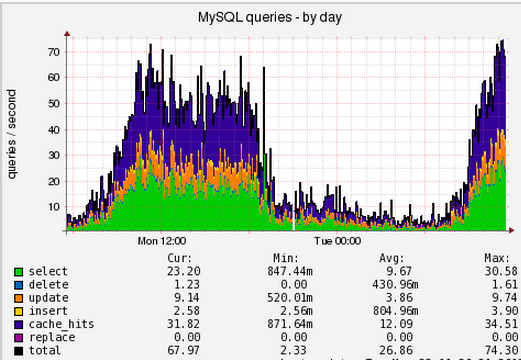 MySQL queries - by day
queries / second
70
60
50
40
30
20
10
Mon 12:00 Tue 00:00
Cur: Min: Avg: Max:
select 23.20 847.44m 9.67 30.58
delete 1.23 0.00 430.96m 1.61
update 9.14 520.01m 3.86 9.74
insert 2.58 2.56m 804.96m 3.90
cache_hits 31.82 871.64m 12.09 34.51
replace 0.00 0.00 0.00 0.00
total 67.97 2.33 26.86 74.30